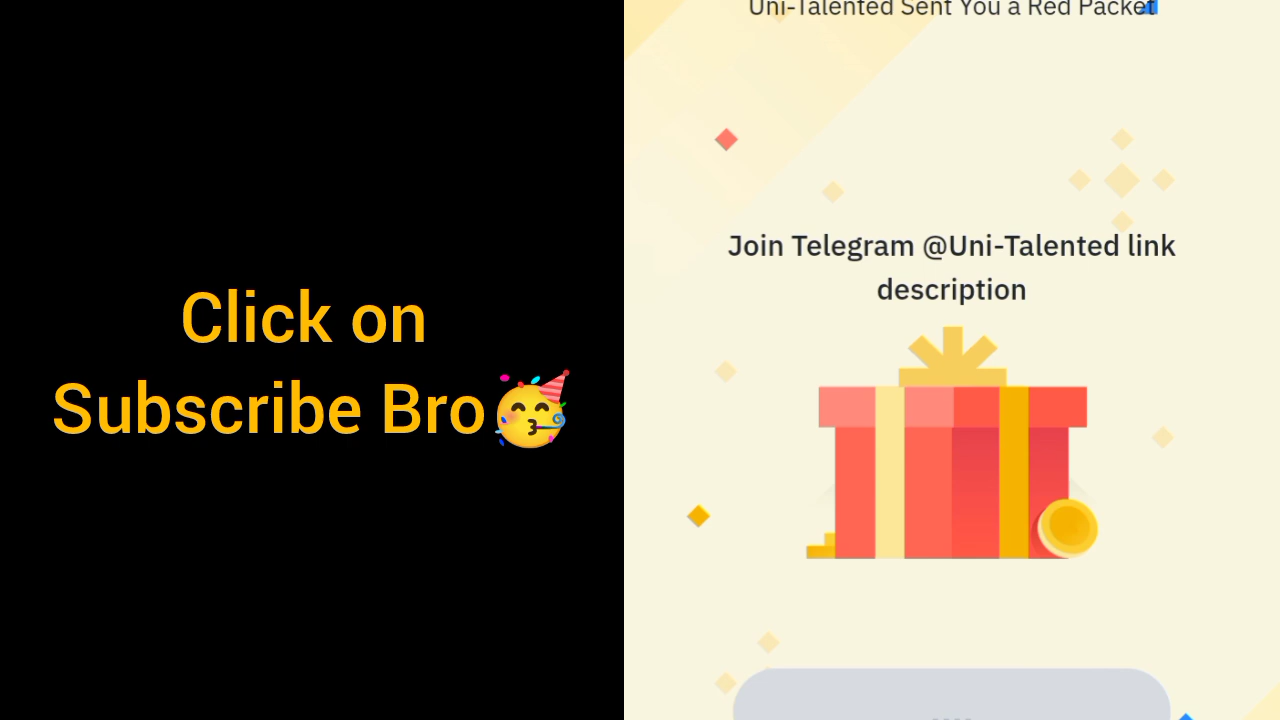 Click on
Subscribe Bro🥳
Uni-Talented Sent You a Red Packet
Join Telegram @Uni-Talented link
description